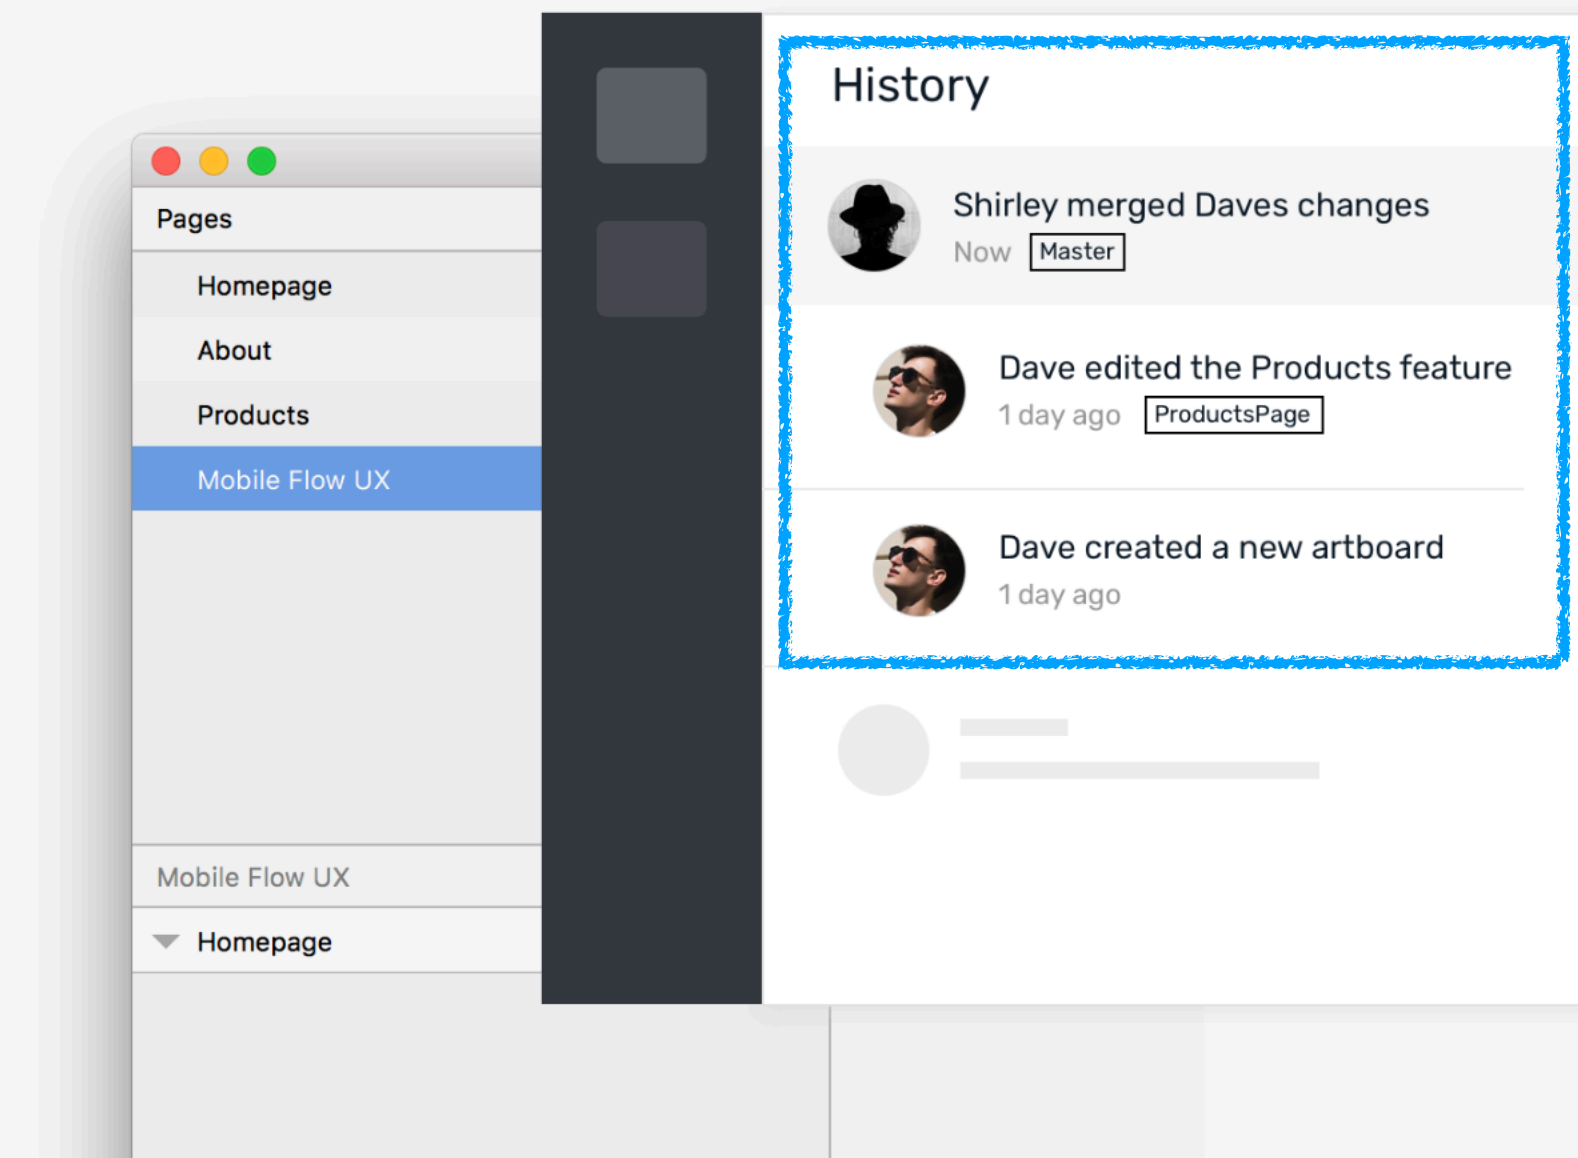 Pages
Homepage
About
Products
Mobile Flow UX
Mobile Flow UX
Homepage
History
Shirley merged Daves changes
Now Master
Dave edited the Products feature
1 day ago ProductsPage
Dave created a new artboard
1 day ago